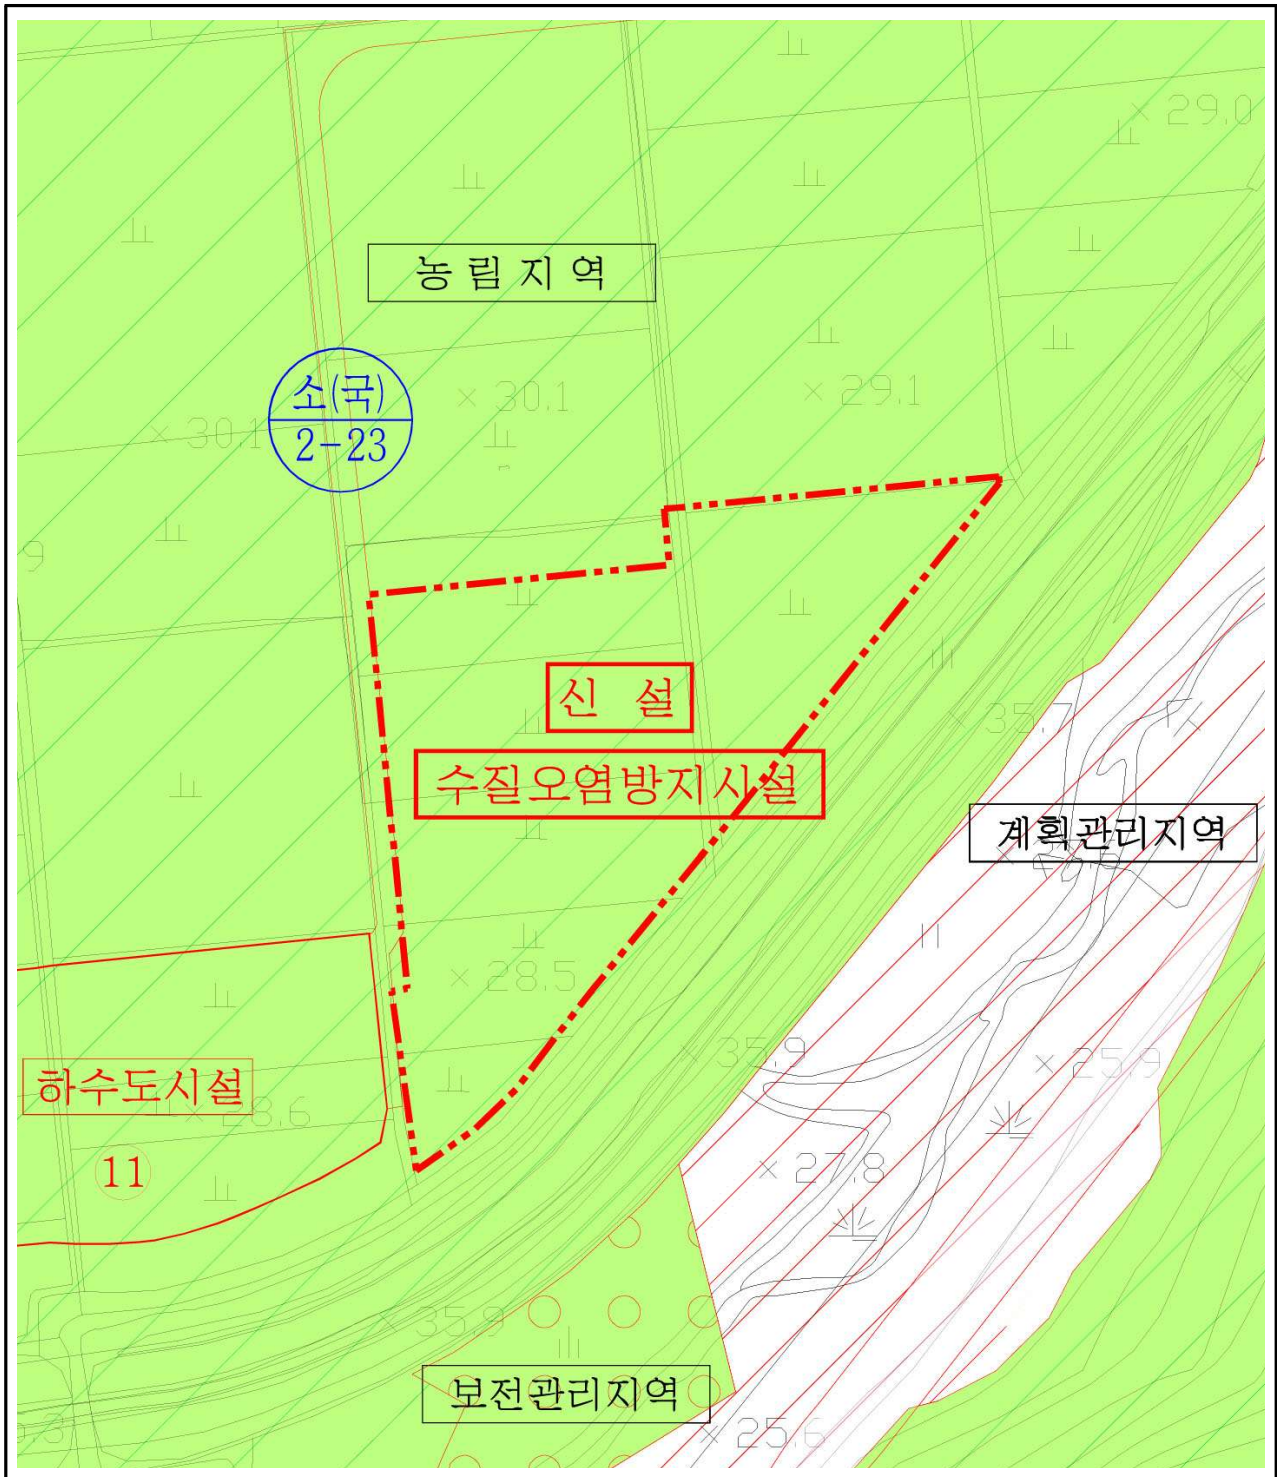 × 29.0
농림지역
소(국)
2-23
× 30.1
× 30.1
× 29.1
9
신 설
× 35.7
수질오염방지시설
계획관리지역
× 28.5
× 35.9
× 25.9
하수도시설
× 28.6
11
× 27.8
× 35.9
보전관리지역
× 25.6